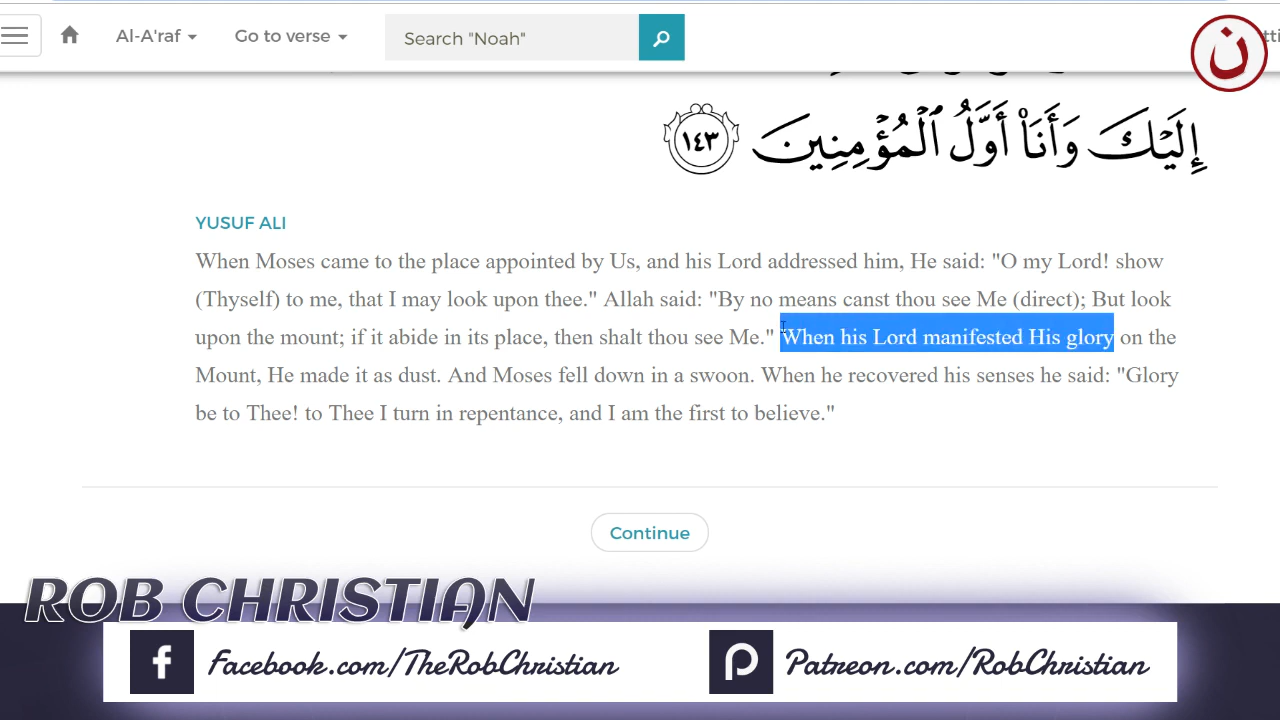 Al-A'raf Go to verse Search "Noah" tti
ن
إِلَيْكَ وَأَنَا۠ أَوَّلُ ٱلْمُؤْمِنِينَ ١٤٣
YUSUF ALI
When Moses came to the place appointed by Us, and his Lord addressed him, He said: "O my Lord! show
(Thyself) to me, that I may look upon thee." Allah said: "By no means canst thou see Me (direct); But look
upon the mount; if it abide in its place, then shalt thou see Me." When his Lord manifested His glory on the
Mount, He made it as dust. And Moses fell down in a swoon. When he recovered his senses he said: "Glory
be to Thee! to Thee I turn in repentance, and I am the first to believe."
Continue
ROB CHRISTIAN
Facebook.com/TheRobChristian Patreon.com/RobChristian